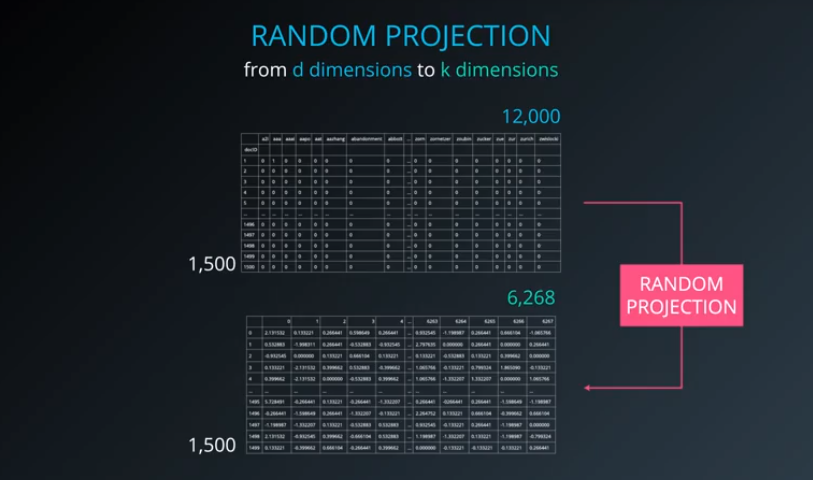 RANDOM PROJECTION
from d dimensions to k dimensions
12,000
a2i aaa aaai aapo aat aazhang abandonment abbott ... zorn zornetzer zoubin zucker zue zur zurich zwislocki
docID
1 0 1 0 0 0 0 0 0 ... 0 0 0 0 0 0 0 0
2 0 0 0 0 0 0 0 0 ... 0 0 0 0 0 0 0 0
3 0 0 0 0 0 0 0 0 ... 0 0 0 0 0 0 0 0
4 0 0 0 0 0 0 0 0 ... 0 0 0 0 0 0 0 0
5 0 0 0 0 0 0 0 0 ... 0 0 0 0 0 0 0 0
... ... ... ... ... ... ... ... ... ... ... ... ... ... ... ... ... ...
1496 0 0 0 0 0 0 0 0 ... 0 0 0 0 0 0 0 0
1497 0 0 0 0 0 0 0 0 ... 0 0 0 0 0 0 0 0
1498 0 0 0 0 0 0 0 0 ... 0 0 0 0 0 0 0 0
1499 0 0 0 0 0 0 0 0 ... 0 0 0 0 0 0 0 0
1500 0 0 0 0 0 0 0 0 ... 0 0 0 0 0 0 0 0
1,500
RANDOM
PROJECTION
6,268
0 1 2 3 4 ... 6263 6264 6265 6266 6267
0 2.131532 0.133221 0.266441 0.398649 0.266441 ... -0.932545 -1.198987 0.266441 0.666104 -1.065766
1 0.532883 -1.998311 0.266441 -0.532883 -0.932545 ... 2.797635 0.000000 0.266441 0.000000 0.266441
2 -0.932545 0.000000 0.133221 0.666104 0.133221 ... 0.133221 -0.532883 0.133221 0.399662 0.000000
3 0.133221 -2.131532 0.399662 0.532883 -0.399662 ... 1.065766 -0.133221 0.799324 1.865090 -0.133221
4 0.399662 -2.131532 0.000000 -0.532883 0.399662 ... 1.065766 -1.332207 1.332207 0.000000 1.065766
... ... ... ... ... ... ... ... ... ... ... ...
1495 5.728491 -0.266441 0.133221 -0.266441 -1.332207 ... 0.266441 -0266441 0.266441 -1.598649 -1.198987
1496 -0.266441 -1.598649 0.266441 -1.332207 -0.133221 ... 2.264752 0.133221 0.666104 -0.399662 0.666104
1497 -1.198987 -1.332207 0.133221 -0.532883 0.532883 ... 0.932545 -0.133221 0.266441 -1.198987 0.000000
1498 2.131532 -0.932545 0.399662 -0.666104 0.532883 ... 1.198987 -1.332207 0.133221 -1.198987 -0.799324
1499 0.133221 -0.399662 0.666104 -0.266441 0.399662 ... 0.000000 -0.133221 -0.133221 -0.133221 0.266441
1,500